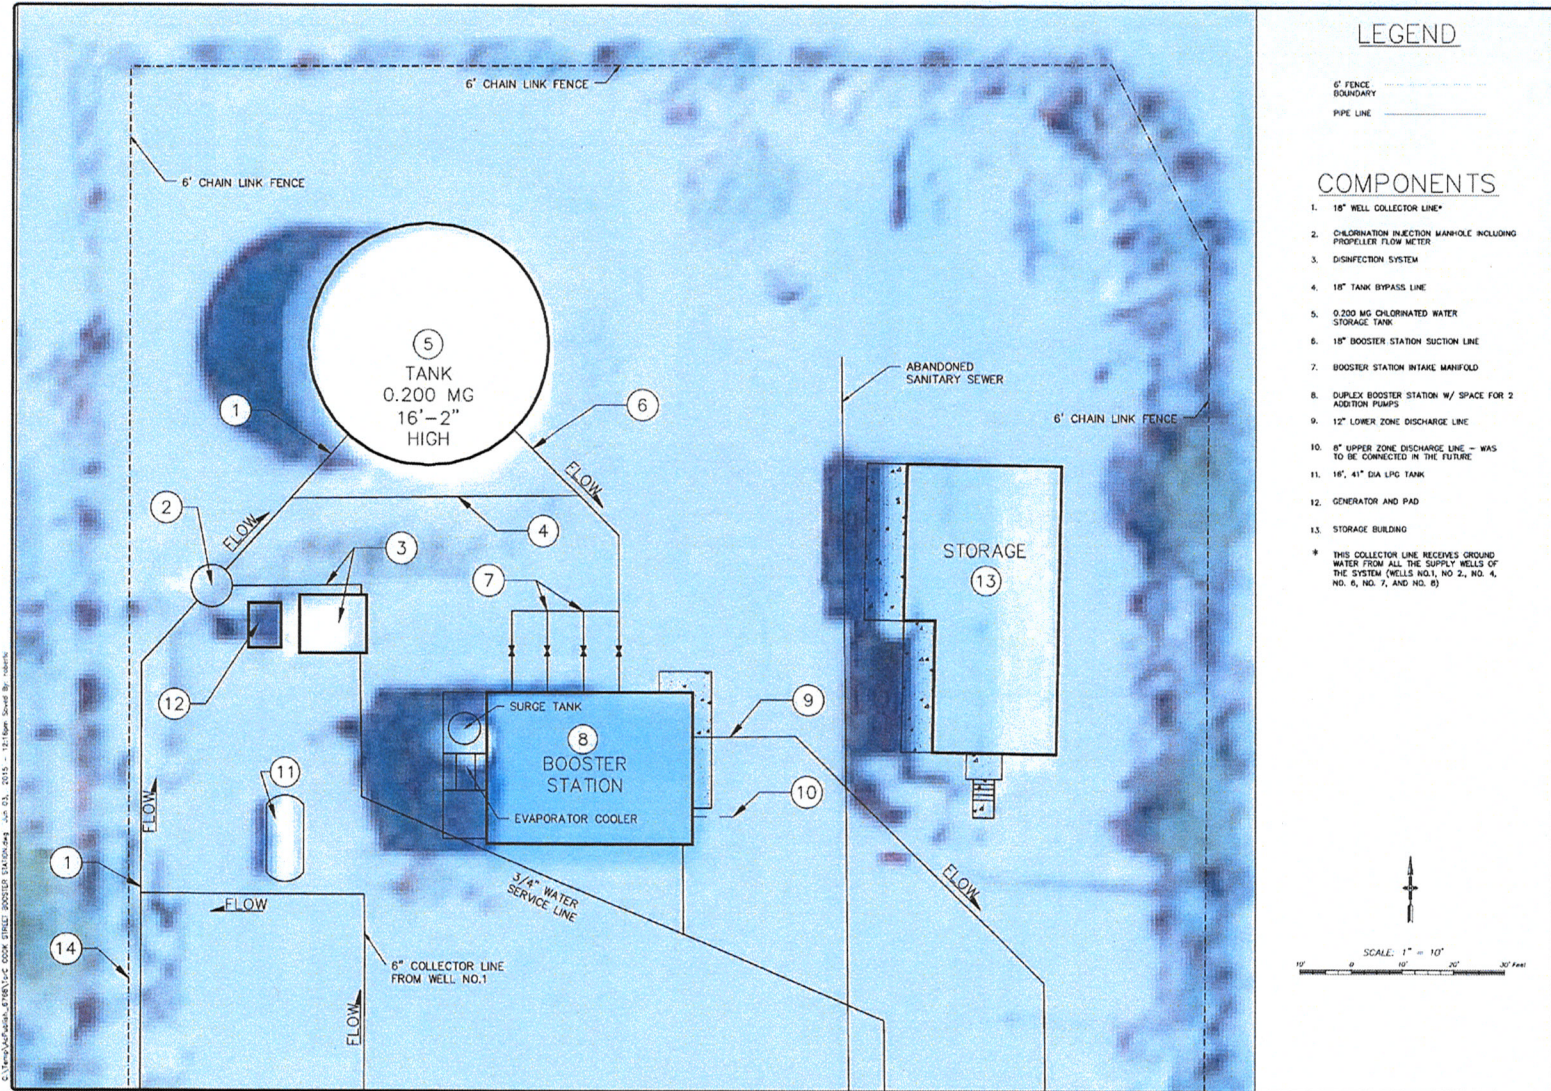 6' CHAIN LINK FENCE
6' CHAIN LINK FENCE
5
TANK
0.200 MG
16'-2"
HIGH
1
6
FLOW
FLOW
2
4
3
7
12
ABANDONED
SANITARY SEWER
6' CHAIN LINK FENCE
STORAGE
13
SURGE TANK
8
BOOSTER
STATION
EVAPORATOR COOLER
9
10
11
FLOW
1
FLOW
14
3/4" WATER
SERVICE LINE
6" COLLECTOR LINE
FROM WELL NO.1
FLOW
FLOW
LEGEND
6' FENCE
BOUNDARY
PIPE LINE
COMPONENTS
1. 18" WELL COLLECTOR LINE*
2. CHLORINATION INJECTION MANHOLE INCLUDING
PROPELLER FLOW METER
3. DISINFECTION SYSTEM
4. 18" TANK BYPASS LINE
5. 0.200 MG CHLORINATED WATER
STORAGE TANK
6. 18" BOOSTER STATION SUCTION LINE
7. BOOSTER STATION INTAKE MANIFOLD
8. DUPLEX BOOSTER STATION W/ SPACE FOR 2
ADDITION PUMPS
9. 12" LOWER ZONE DISCHARGE LINE
10. 8" UPPER ZONE DISCHARGE LINE - WAS
TO BE CONNECTED IN THE FUTURE
11. 16', 41" DIA LPG TANK
12. GENERATOR AND PAD
13. STORAGE BUILDING
* THIS COLLECTOR LINE RECEIVES GROUND
WATER FROM ALL THE SUPPLY WELLS OF
THE SYSTEM (WELLS NO.1, NO 2., NO. 4,
NO. 6, NO. 7, AND NO. 8)
SCALE: 1" = 10'
10' 0 10' 20' 30' Feet